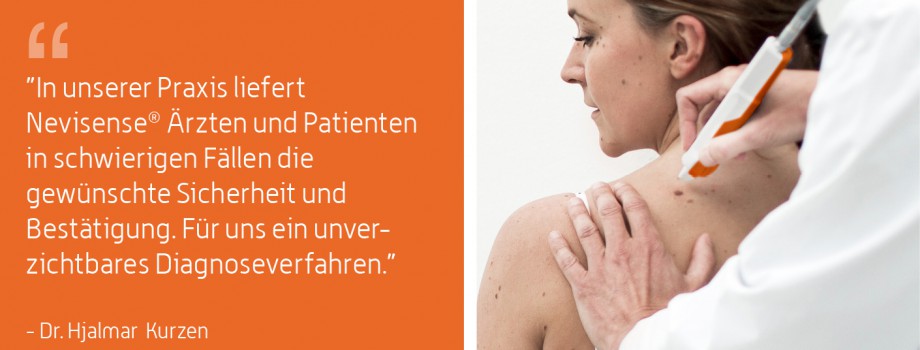 “
”In unserer Praxis liefert
Nevisense® Ärzten und Patienten
in schwierigen Fällen die
gewünschte Sicherheit und
Bestätigung. Für uns ein unver-
zichtbares Diagnoseverfahren.”
- Dr. Hjalmar Kurzen